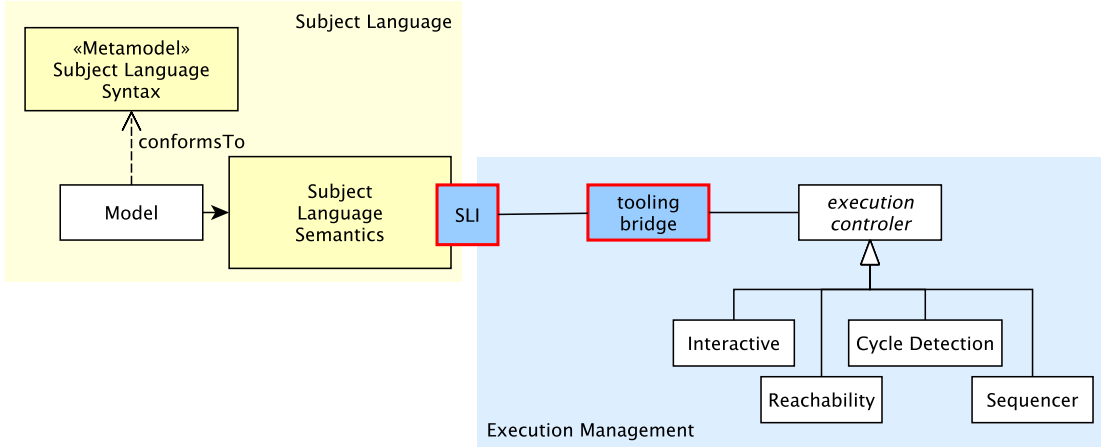 Subject Language
«Metamodel»
Subject Language
Syntax
conformsTo
Model
Subject
Language
Semantics
SLI
tooling
bridge
execution
controler
Interactive
Cycle Detection
Reachability
Sequencer
Execution Management